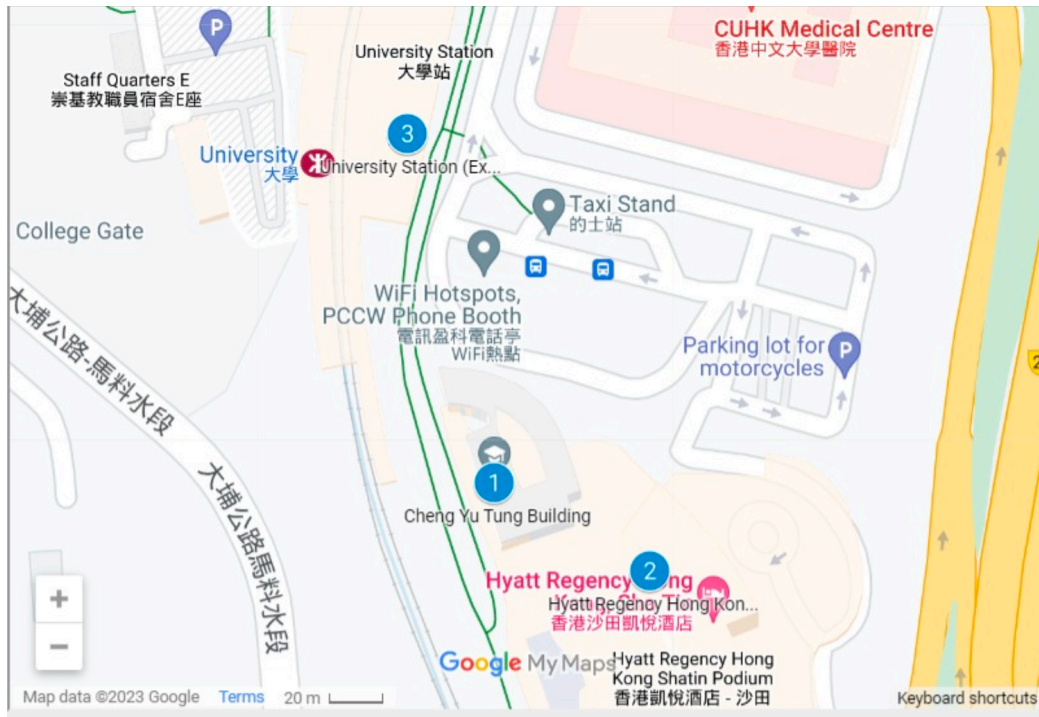 P
CUHK Medical Centre
香港中文大學醫院
University Station
大學站
Staff Quarters E
崇基教職員宿舍E座
3
University
大學
University Station (Ex...
Taxi Stand
的士站
College Gate
WiFi Hotspots,
PCCW Phone Booth
電訊盈科電話亭
WiFi熱點
Parking lot for
motorcycles
P
2
大埔公路-馬料水段
大埔公路馬料水段
1
Cheng Yu Tung Building
2
Hyatt Regency
ng
Hyatt Regency Hong Kon...
香港沙田凱悅酒店
+
−
Google My Maps
Hyatt Regency Hong
Kong Shatin Podium
香港凱悅酒店 - 沙田
Map data ©2023 Google
Terms
20 m
Keyboard shortcuts